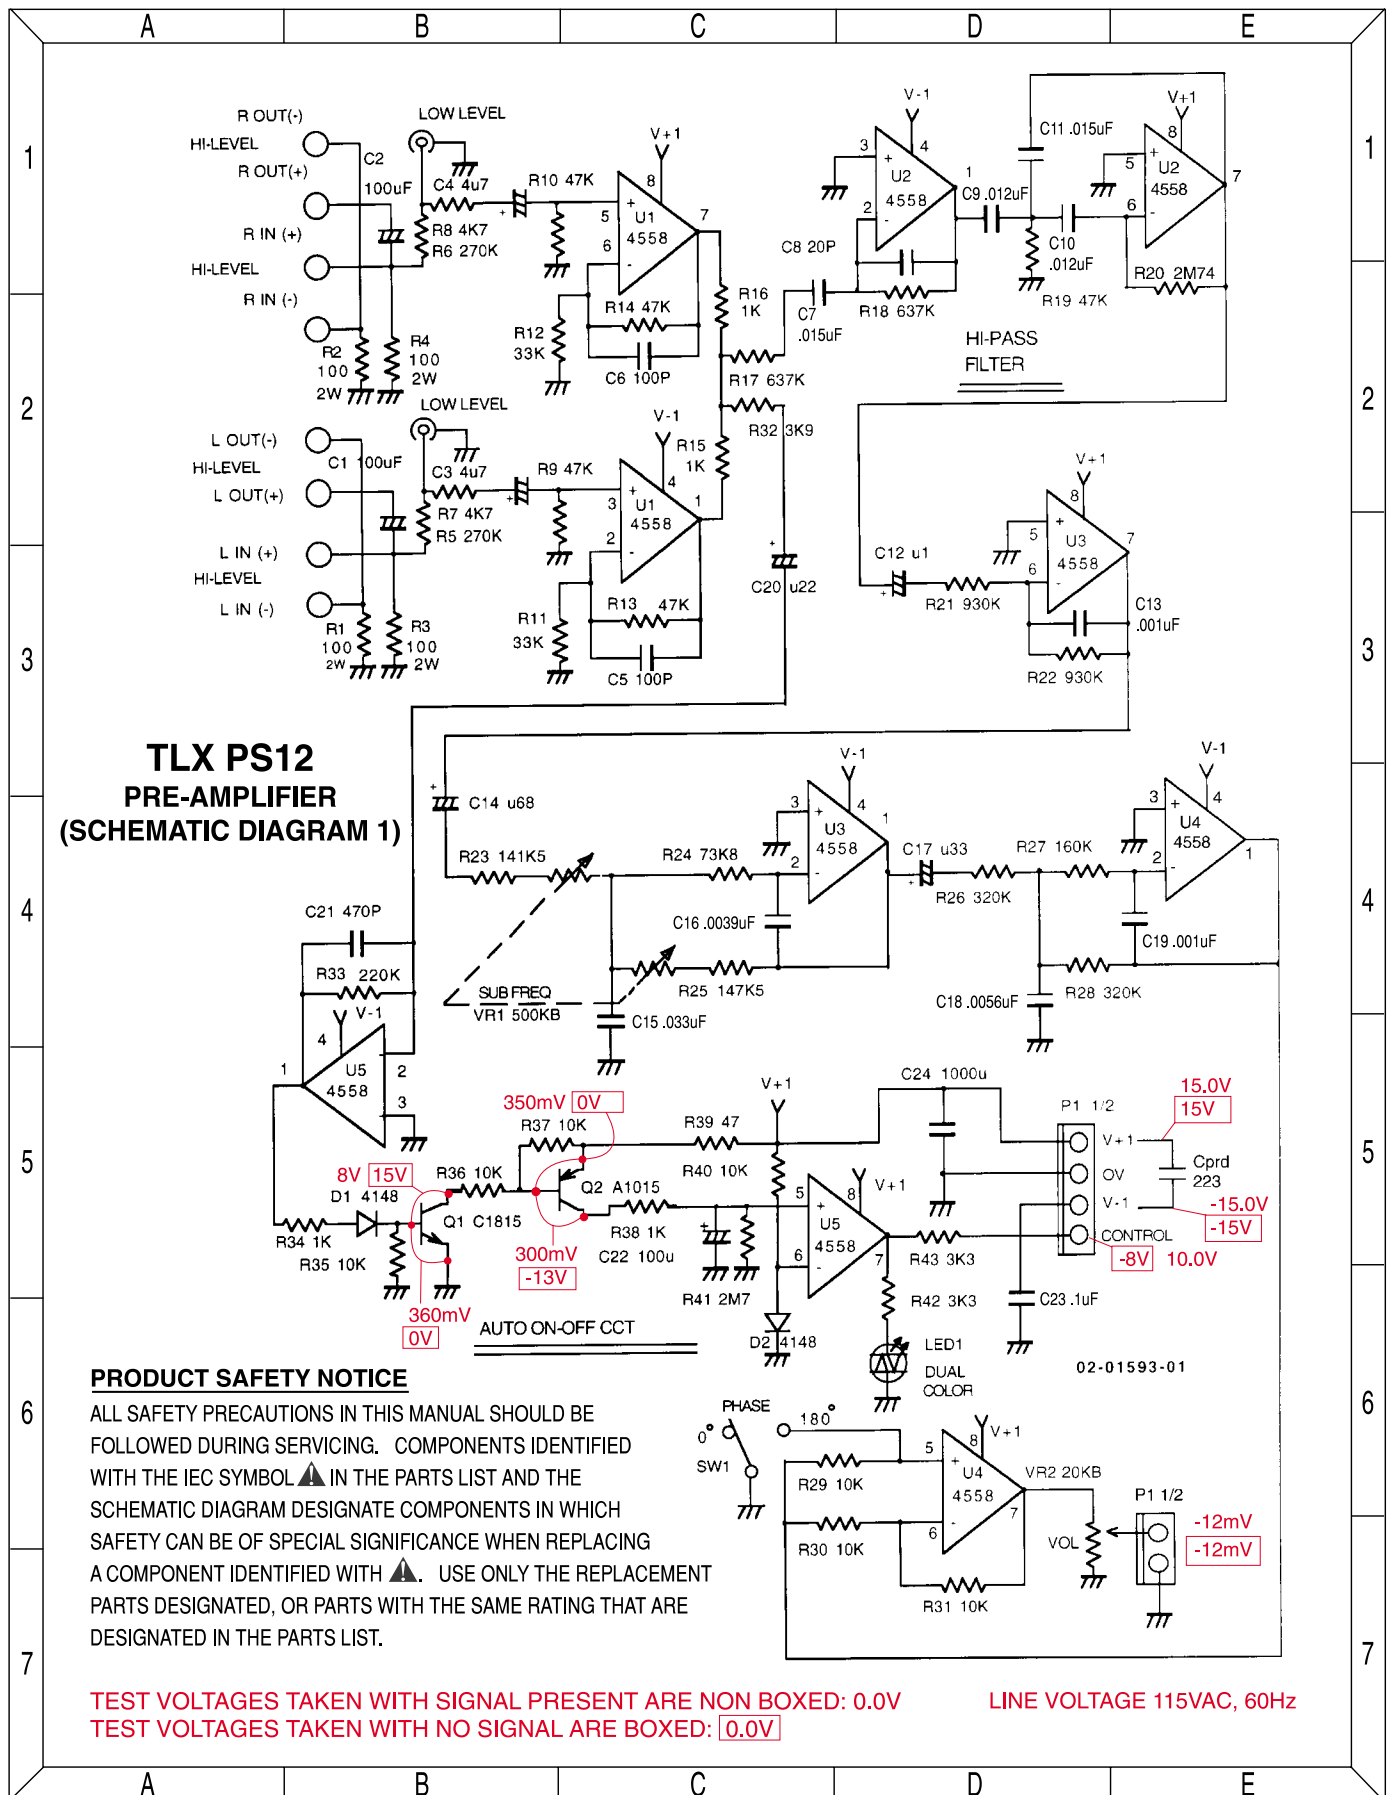 A B C D E
1 1
2 2
3 3
4 4
5 5
6 6
7 7
R OUT(-)
HI-LEVEL
R OUT(+)
R IN (+)
HI-LEVEL
R IN (-)
C2
100uF
LOW LEVEL
C4 4u7
R8 4K7
R6 270K
R10 47K
+
V+1
8
5
6
7
+
-
U1
4558
R14 47K
C6 100P
R12
33K
R2
100
2W
R4
100
2W
R16
1K
R17 637K
R32 3K9
C7
.015uF
C8 20P
R18 637K
V-1
3
4
2
1
+
-
U2
4558
C9 .012uF
C10
.012uF
R19 47K
C11 .015uF
V+1
8
5
6
7
+
-
U2
4558
R20 2M74
HI-PASS
FILTER
L OUT(-)
HI-LEVEL
L OUT(+)
L IN (+)
HI-LEVEL
L IN (-)
C1 100uF
LOW LEVEL
C3 4u7
R7 4K7
R5 270K
R9 47K
+
V-1
4
3
2
1
+
-
U1
4558
R15
1K
R13 47K
C5 100P
R11
33K
R1
100
2W
R3
100
2W
+
C20 u22
C12 u1
+
R21 930K
V+1
8
5
6
7
+
-
U3
4558
C13
.001uF
R22 930K
TLX PS12
PRE-AMPLIFIER
(SCHEMATIC DIAGRAM 1)
+
C14 u68
R23 141K5
R24 73K8
C16 .0039uF
R25 147K5
SUB FREQ
VR1 500KB
C15 .033uF
V-1
3
4
2
1
+
-
U3
4558
C17 u33
+
R26 320K
R27 160K
C19 .001uF
R28 320K
C18 .0056uF
V-1
3
4
2
1
+
-
U4
4558
C21 470P
R33 220K
V-1
4
1
2
3
-
+
U5
4558
R34 1K
D1 4148
R35 10K
8V 15V
R36 10K
Q1 C1815
360mV
0V
350mV 0V
R37 10K
Q2 A1015
300mV
-13V
R38 1K
C22 100u
R39 47
R40 10K
R41 2M7
+
V+1
D2 4148
V+1
8
5
6
7
+
-
U5
4558
R43 3K3
R42 3K3
LED1
DUAL
COLOR
C24 1000u
C23 .1uF
P1 1/2
V+1
OV
V-1
CONTROL
15.0V
15V
Cprd
223
-15.0V
-15V
-8V 10.0V
AUTO ON-OFF CCT
02-01593-01
PRODUCT SAFETY NOTICE
ALL SAFETY PRECAUTIONS IN THIS MANUAL SHOULD BE
FOLLOWED DURING SERVICING. COMPONENTS IDENTIFIED
WITH THE IEC SYMBOL ⚠ IN THE PARTS LIST AND THE
SCHEMATIC DIAGRAM DESIGNATE COMPONENTS IN WHICH
SAFETY CAN BE OF SPECIAL SIGNIFICANCE WHEN REPLACING
A COMPONENT IDENTIFIED WITH ⚠. USE ONLY THE REPLACEMENT
PARTS DESIGNATED, OR PARTS WITH THE SAME RATING THAT ARE
DESIGNATED IN THE PARTS LIST.
PHASE
0°
180°
SW1
R29 10K
R30 10K
R31 10K
V+1
8
5
6
7
+
-
U4
4558
VR2 20KB
VOL
P1 1/2
-12mV
-12mV
TEST VOLTAGES TAKEN WITH SIGNAL PRESENT ARE NON BOXED: 0.0V
LINE VOLTAGE 115VAC, 60Hz
TEST VOLTAGES TAKEN WITH NO SIGNAL ARE BOXED: 0.0V
A B C D E